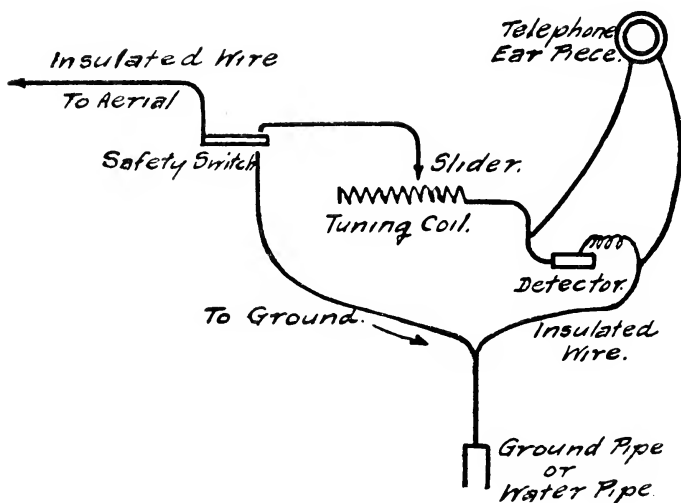 Insulated Wire
To Aerial
Safety Switch
Telephone
Ear Piece.
Slider.
Tuning Coil.
Detector.
To Ground.
Insulated
Wire.
Ground Pipe
or
Water Pipe.